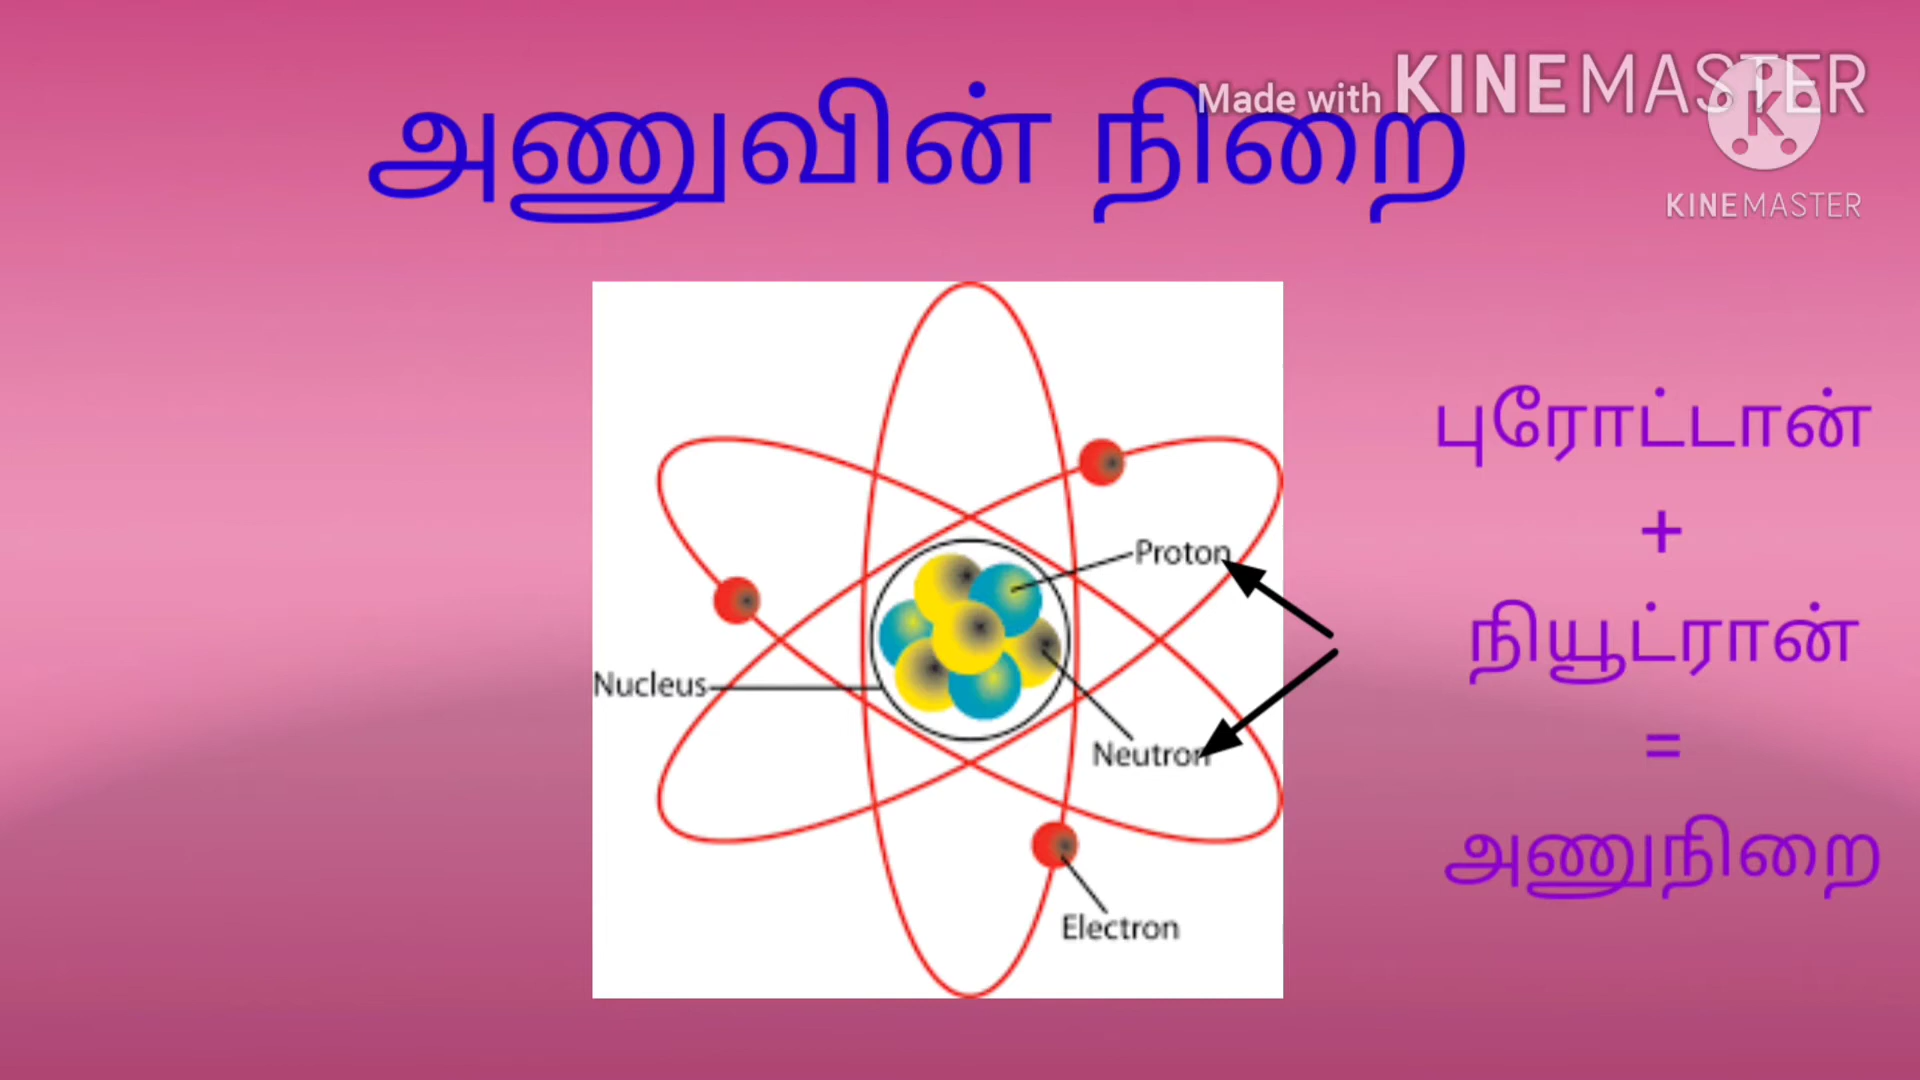 Made with KINEMASTER
அணுவின் நிறை
KINEMASTER
புரோட்டான்
+
நியூட்ரான்
=
அணுநிறை
Proton
Nucleus
Neutron
Electron